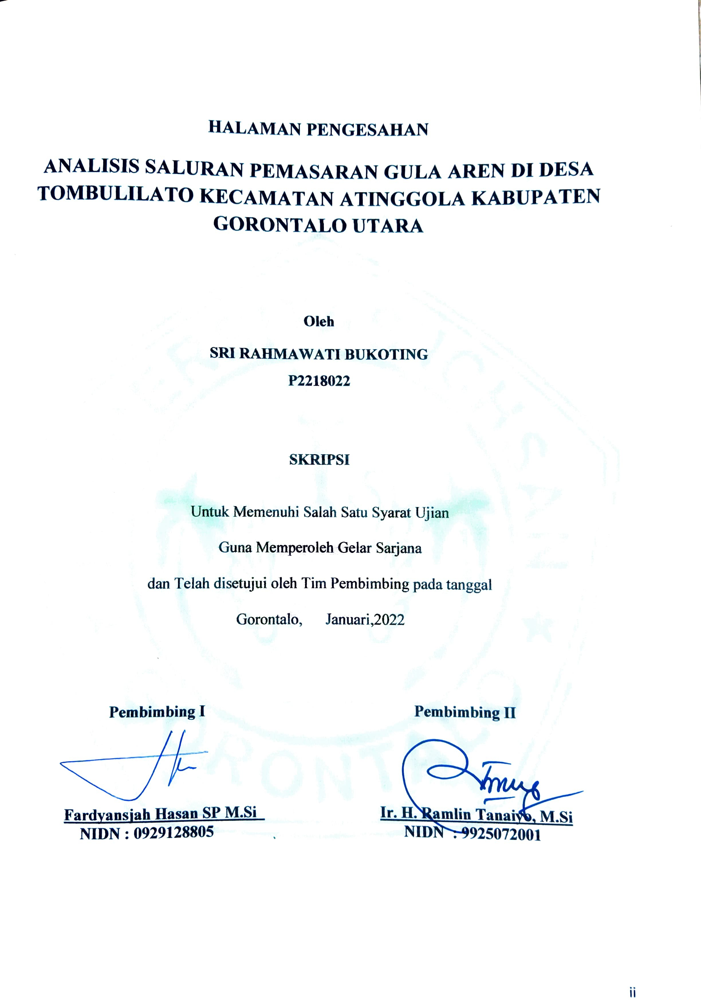 HALAMAN PENGESAHAN
ANALISIS SALURAN PEMASARAN GULA AREN DI DESA
TOMBULILATO KECAMATAN ATINGGOLA KABUPATEN
GORONTALO UTARA
Oleh
SRI RAHMAWATI BUKOTING
P2218022
SKRIPSI
Untuk Memenuhi Salah Satu Syarat Ujian
Guna Memperoleh Gelar Sarjana
dan Telah disetujui oleh Tim Pembimbing pada tanggal
Gorontalo, Januari,2022
Pembimbing I
Pembimbing II
Fardyansjah Hasan SP M.Si
Ir. H. Ramlin Tanaiyo, M.Si
NIDN : 0929128805
NIDN : 9925072001
ii